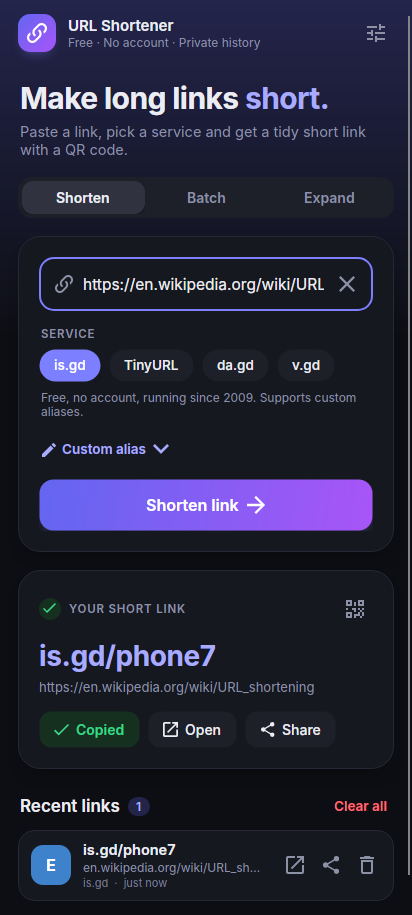 URL Shortener
Free · No account · Private history
Make long links short.
Paste a link, pick a service and get a tidy short link
with a QR code.
Shorten
Batch
Expand
https://en.wikipedia.org/wiki/URL
SERVICE
is.gd
TinyURL
da.gd
v.gd
Free, no account, running since 2009. Supports custom
aliases.
Custom alias
Shorten link
YOUR SHORT LINK
is.gd/phone7
https://en.wikipedia.org/wiki/URL_shortening
Copied
Open
Share
Recent links 1
Clear all
E
is.gd/phone7
en.wikipedia.org/wiki/URL_sh...
is.gd · just now